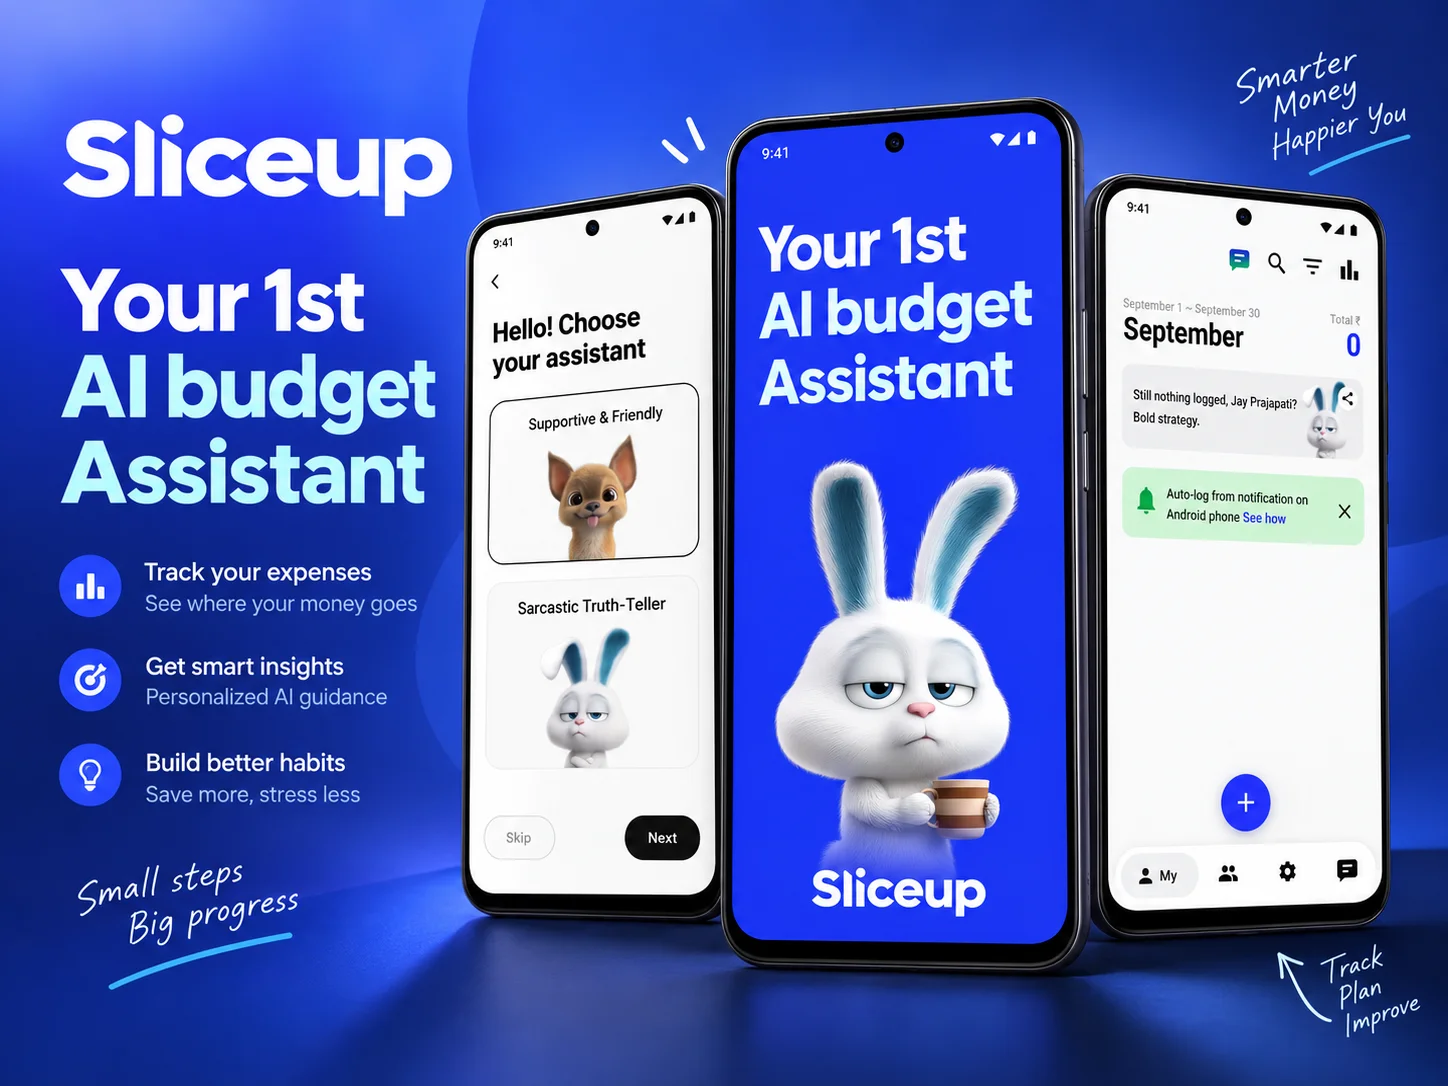 Sliceup
Your 1st
AI budget
Assistant
Track your expenses
See where your money goes
Get smart insights
Personalized AI guidance
Build better habits
Save more, stress less
Small steps
Big progress
9:41
Hello! Choose
your assistant
Supportive & Friendly
Sarcastic Truth-Teller
Skip
Next
9:41
Your 1st
AI budget
Assistant
Sliceup
Smarter
Money
Happier You
9:41
September 1 ~ September 30
Total ₹
September
0
Still nothing logged, Jay Prajapati?
Bold strategy.
Auto-log from notification on
Android phone See how
My
Track
Plan
Improve